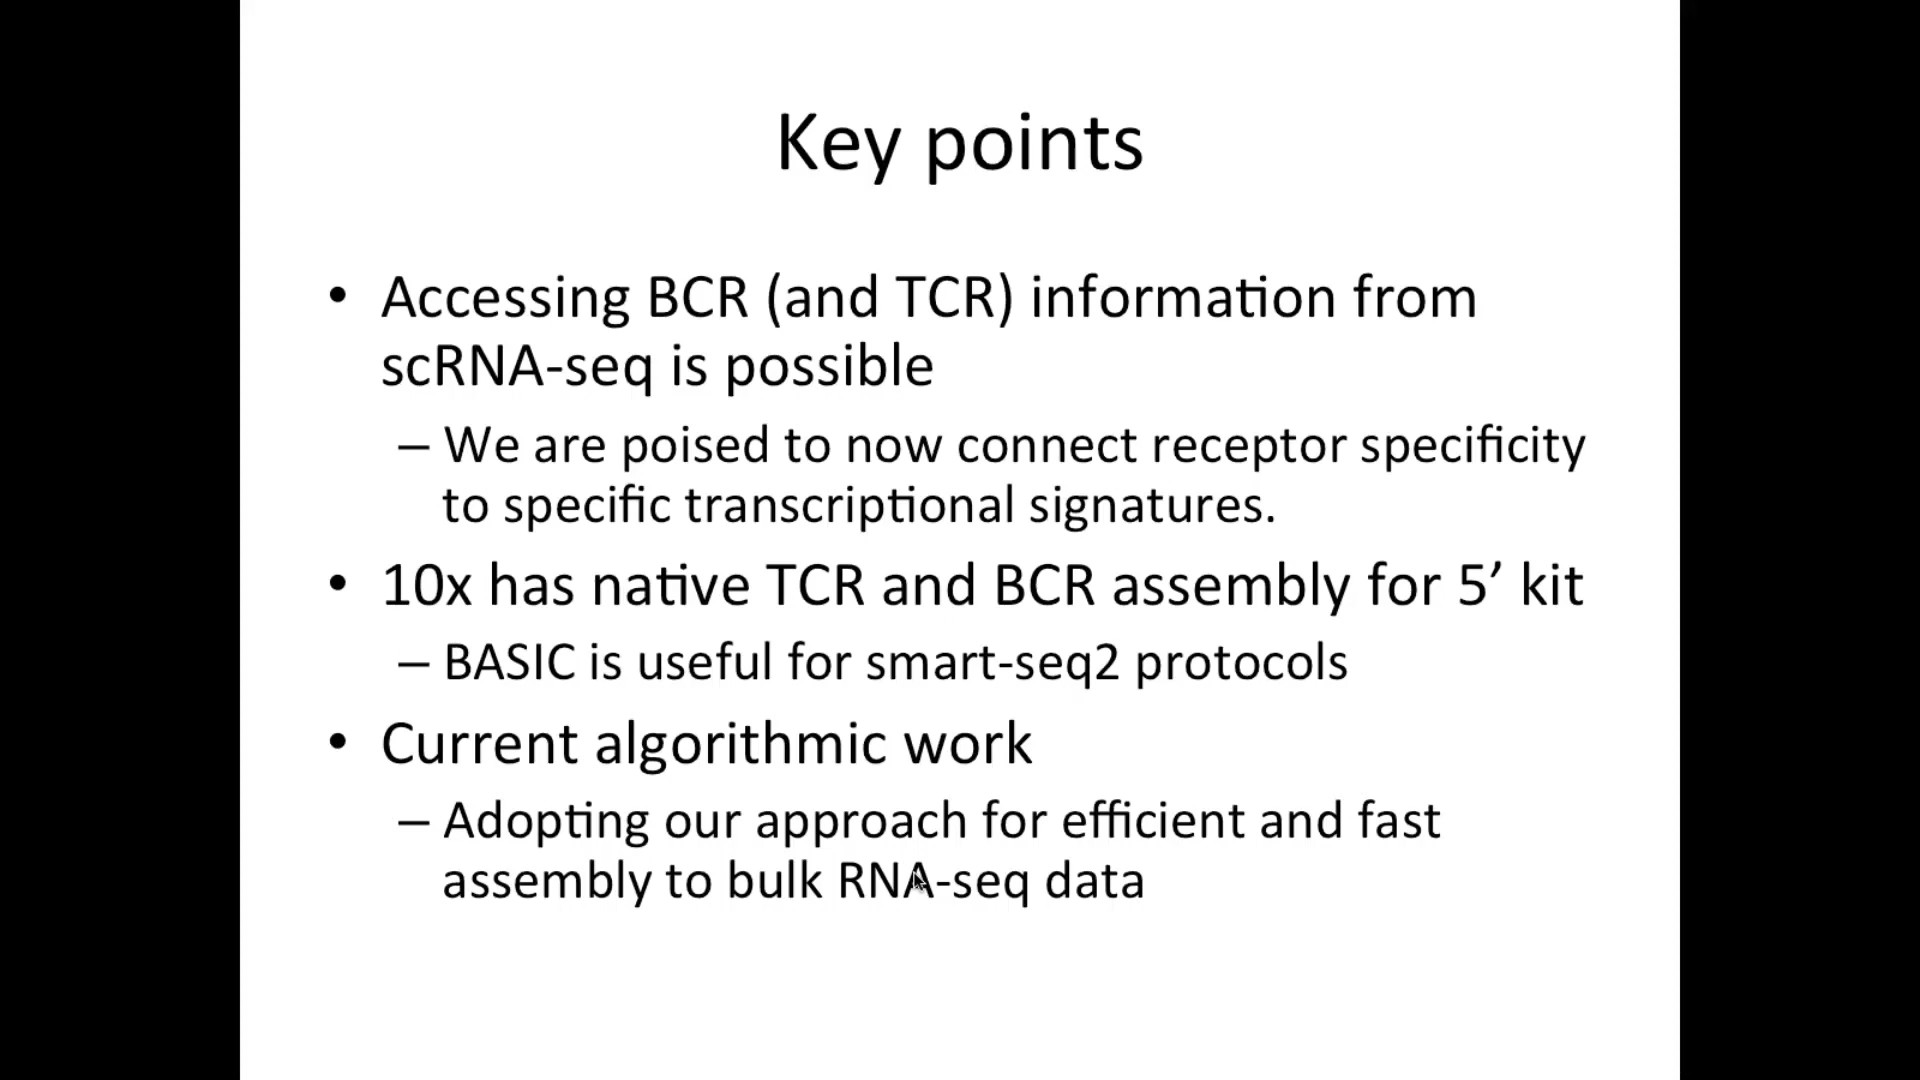 Key points
• Accessing BCR (and TCR) information from
scRNA-seq is possible
– We are poised to now connect receptor specificity
to specific transcriptional signatures.
• 10x has native TCR and BCR assembly for 5’ kit
– BASIC is useful for smart-seq2 protocols
• Current algorithmic work
– Adopting our approach for efficient and fast
assembly to bulk RNA-seq data